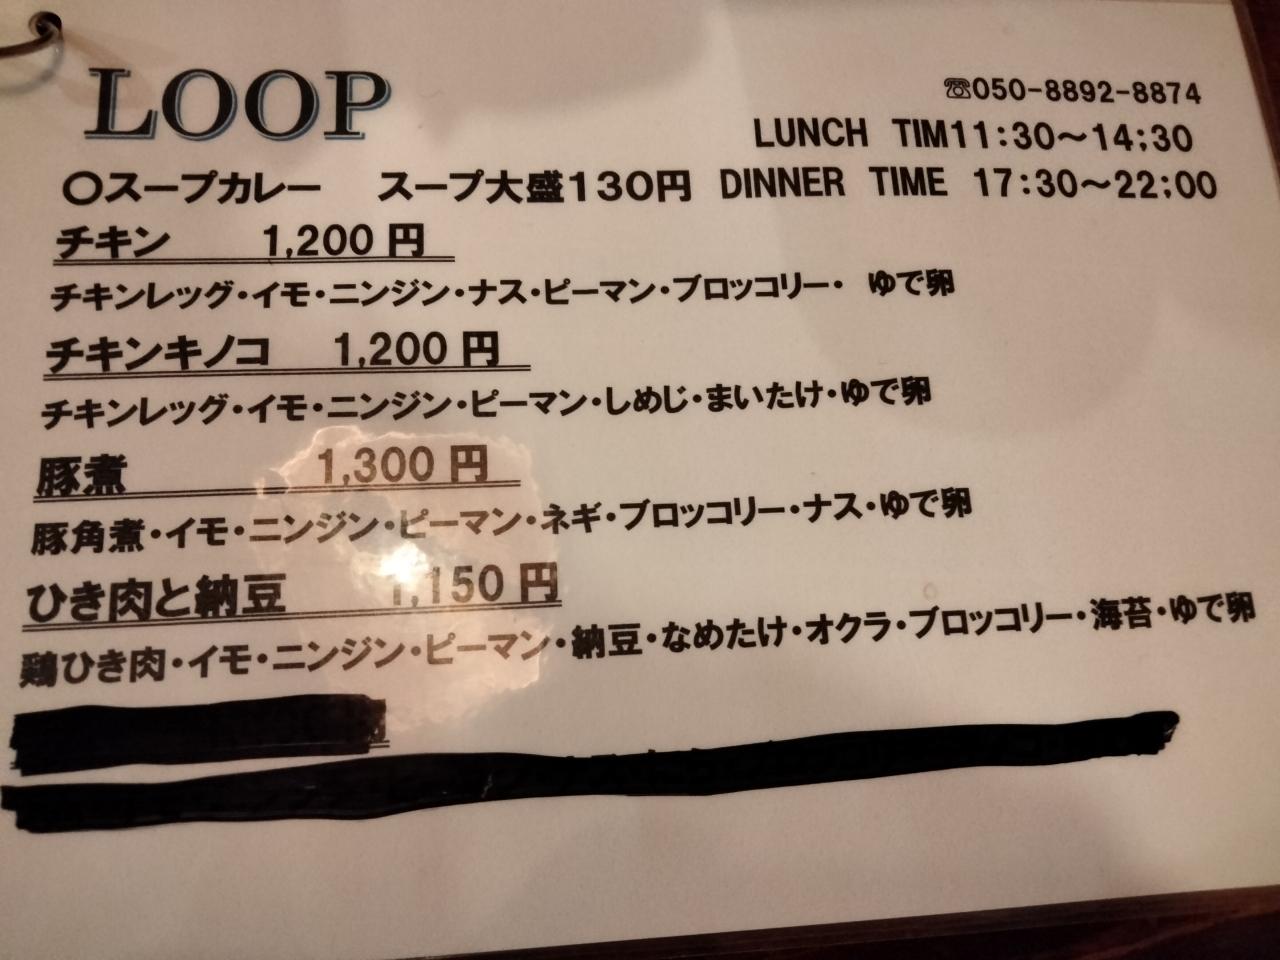 LOOP
☏050-8892-8874
LUNCH TIM11:30～14;30
〇スープカレー スープ大盛130円 DINNER TIME 17:30～22;00
チキン 1,200円
チキンレッグ・イモ・ニンジン・ナス・ピーマン・ブロッコリー・ ゆで卵
チキンキノコ 1,200円
チキンレッグ・イモ・ニンジン・ピーマン・しめじ・まいたけ・ゆで卵
豚煮 1,300円
豚角煮・イモ・ニンジン・ピーマン・ネギ・ブロッコリー・ナス・ゆで卵
ひき肉と納豆 1,150円
鶏ひき肉・イモ・ニンジン・ピーマン・納豆・なめたけ・オクラ・ブロッコリー・海苔・ゆで卵